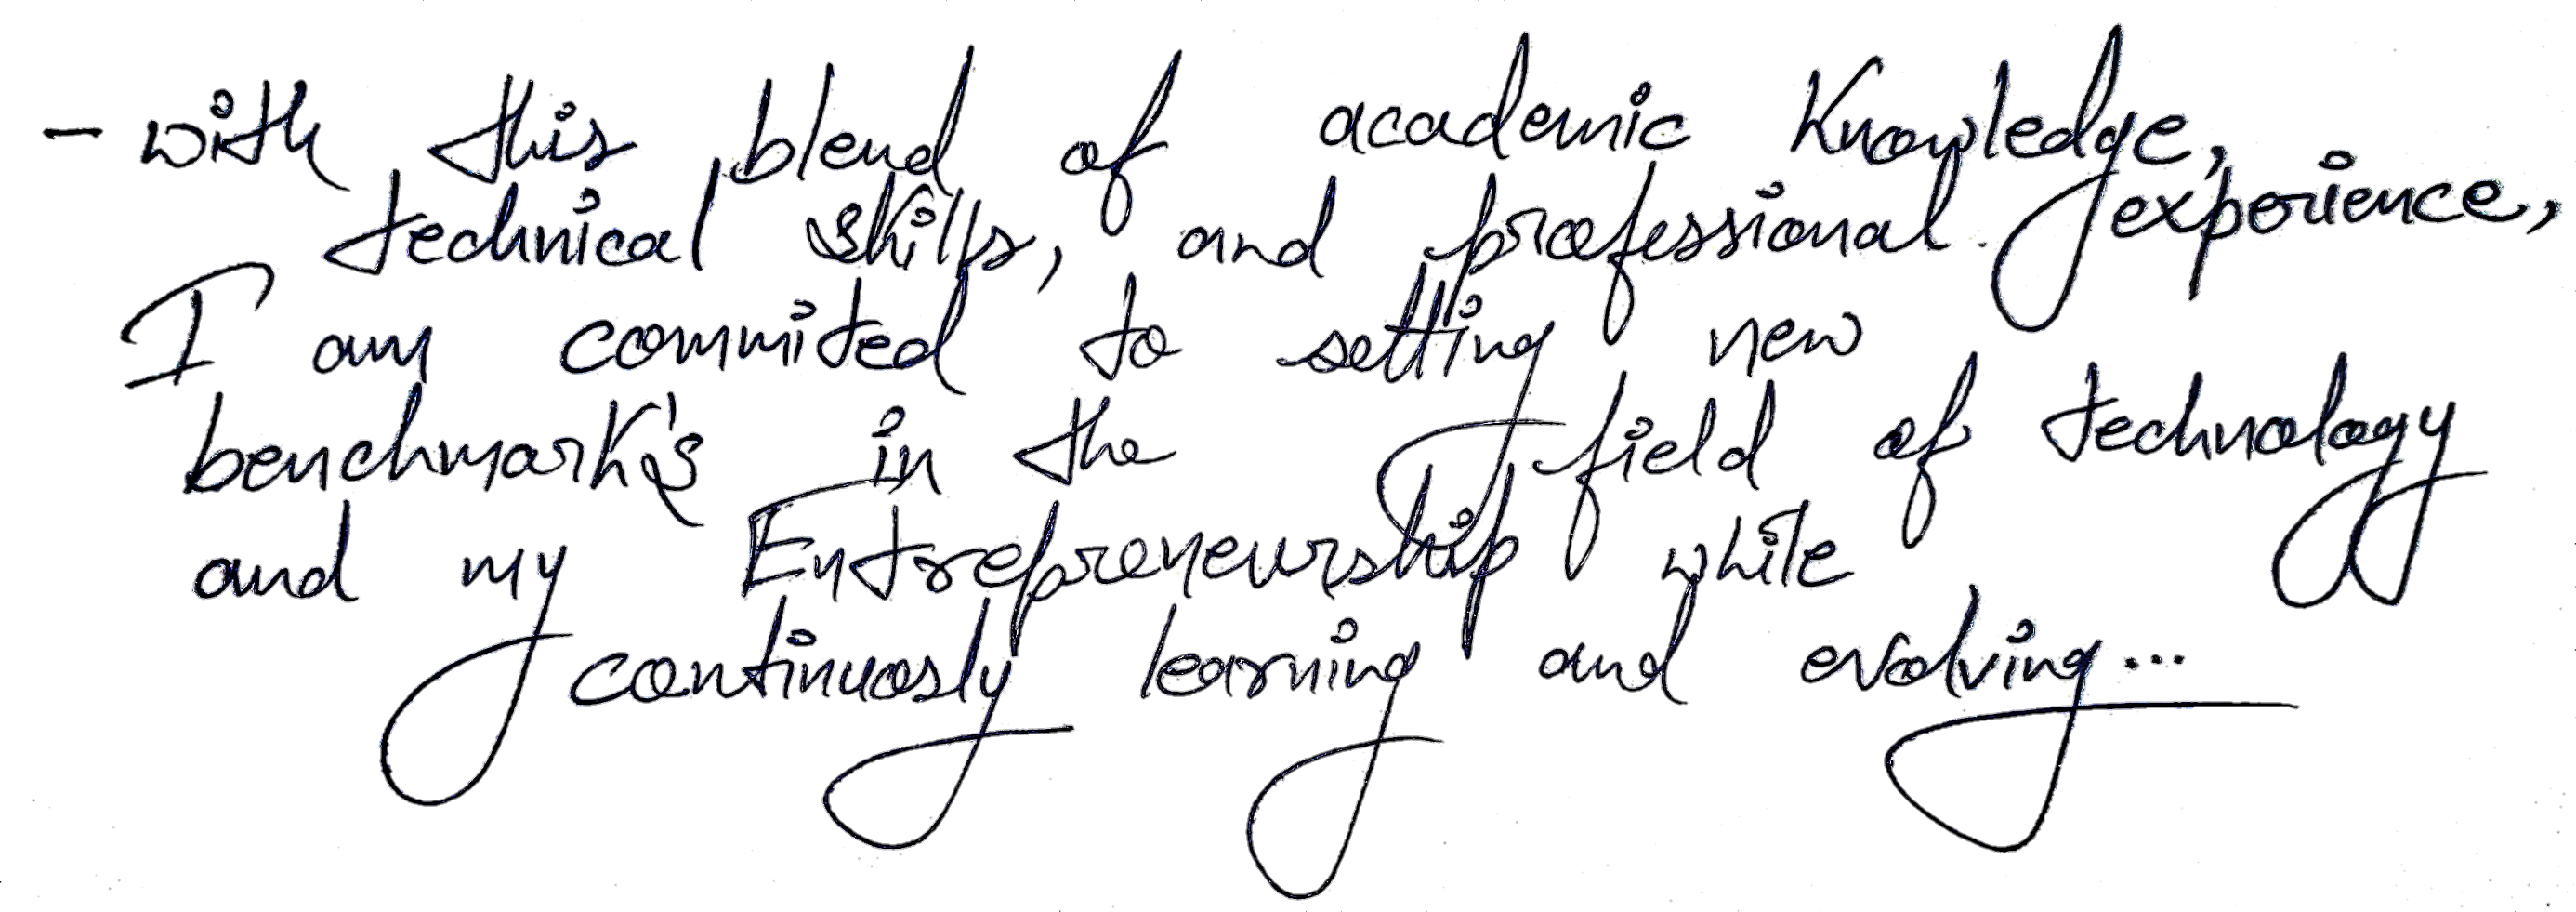 - with this blend of academic Knowledge,
technical skills, and professional experience,
I am commited to setting new
benchmark's in the field of technology
and my Entrepreneurship while
continuosly learning and evolving...